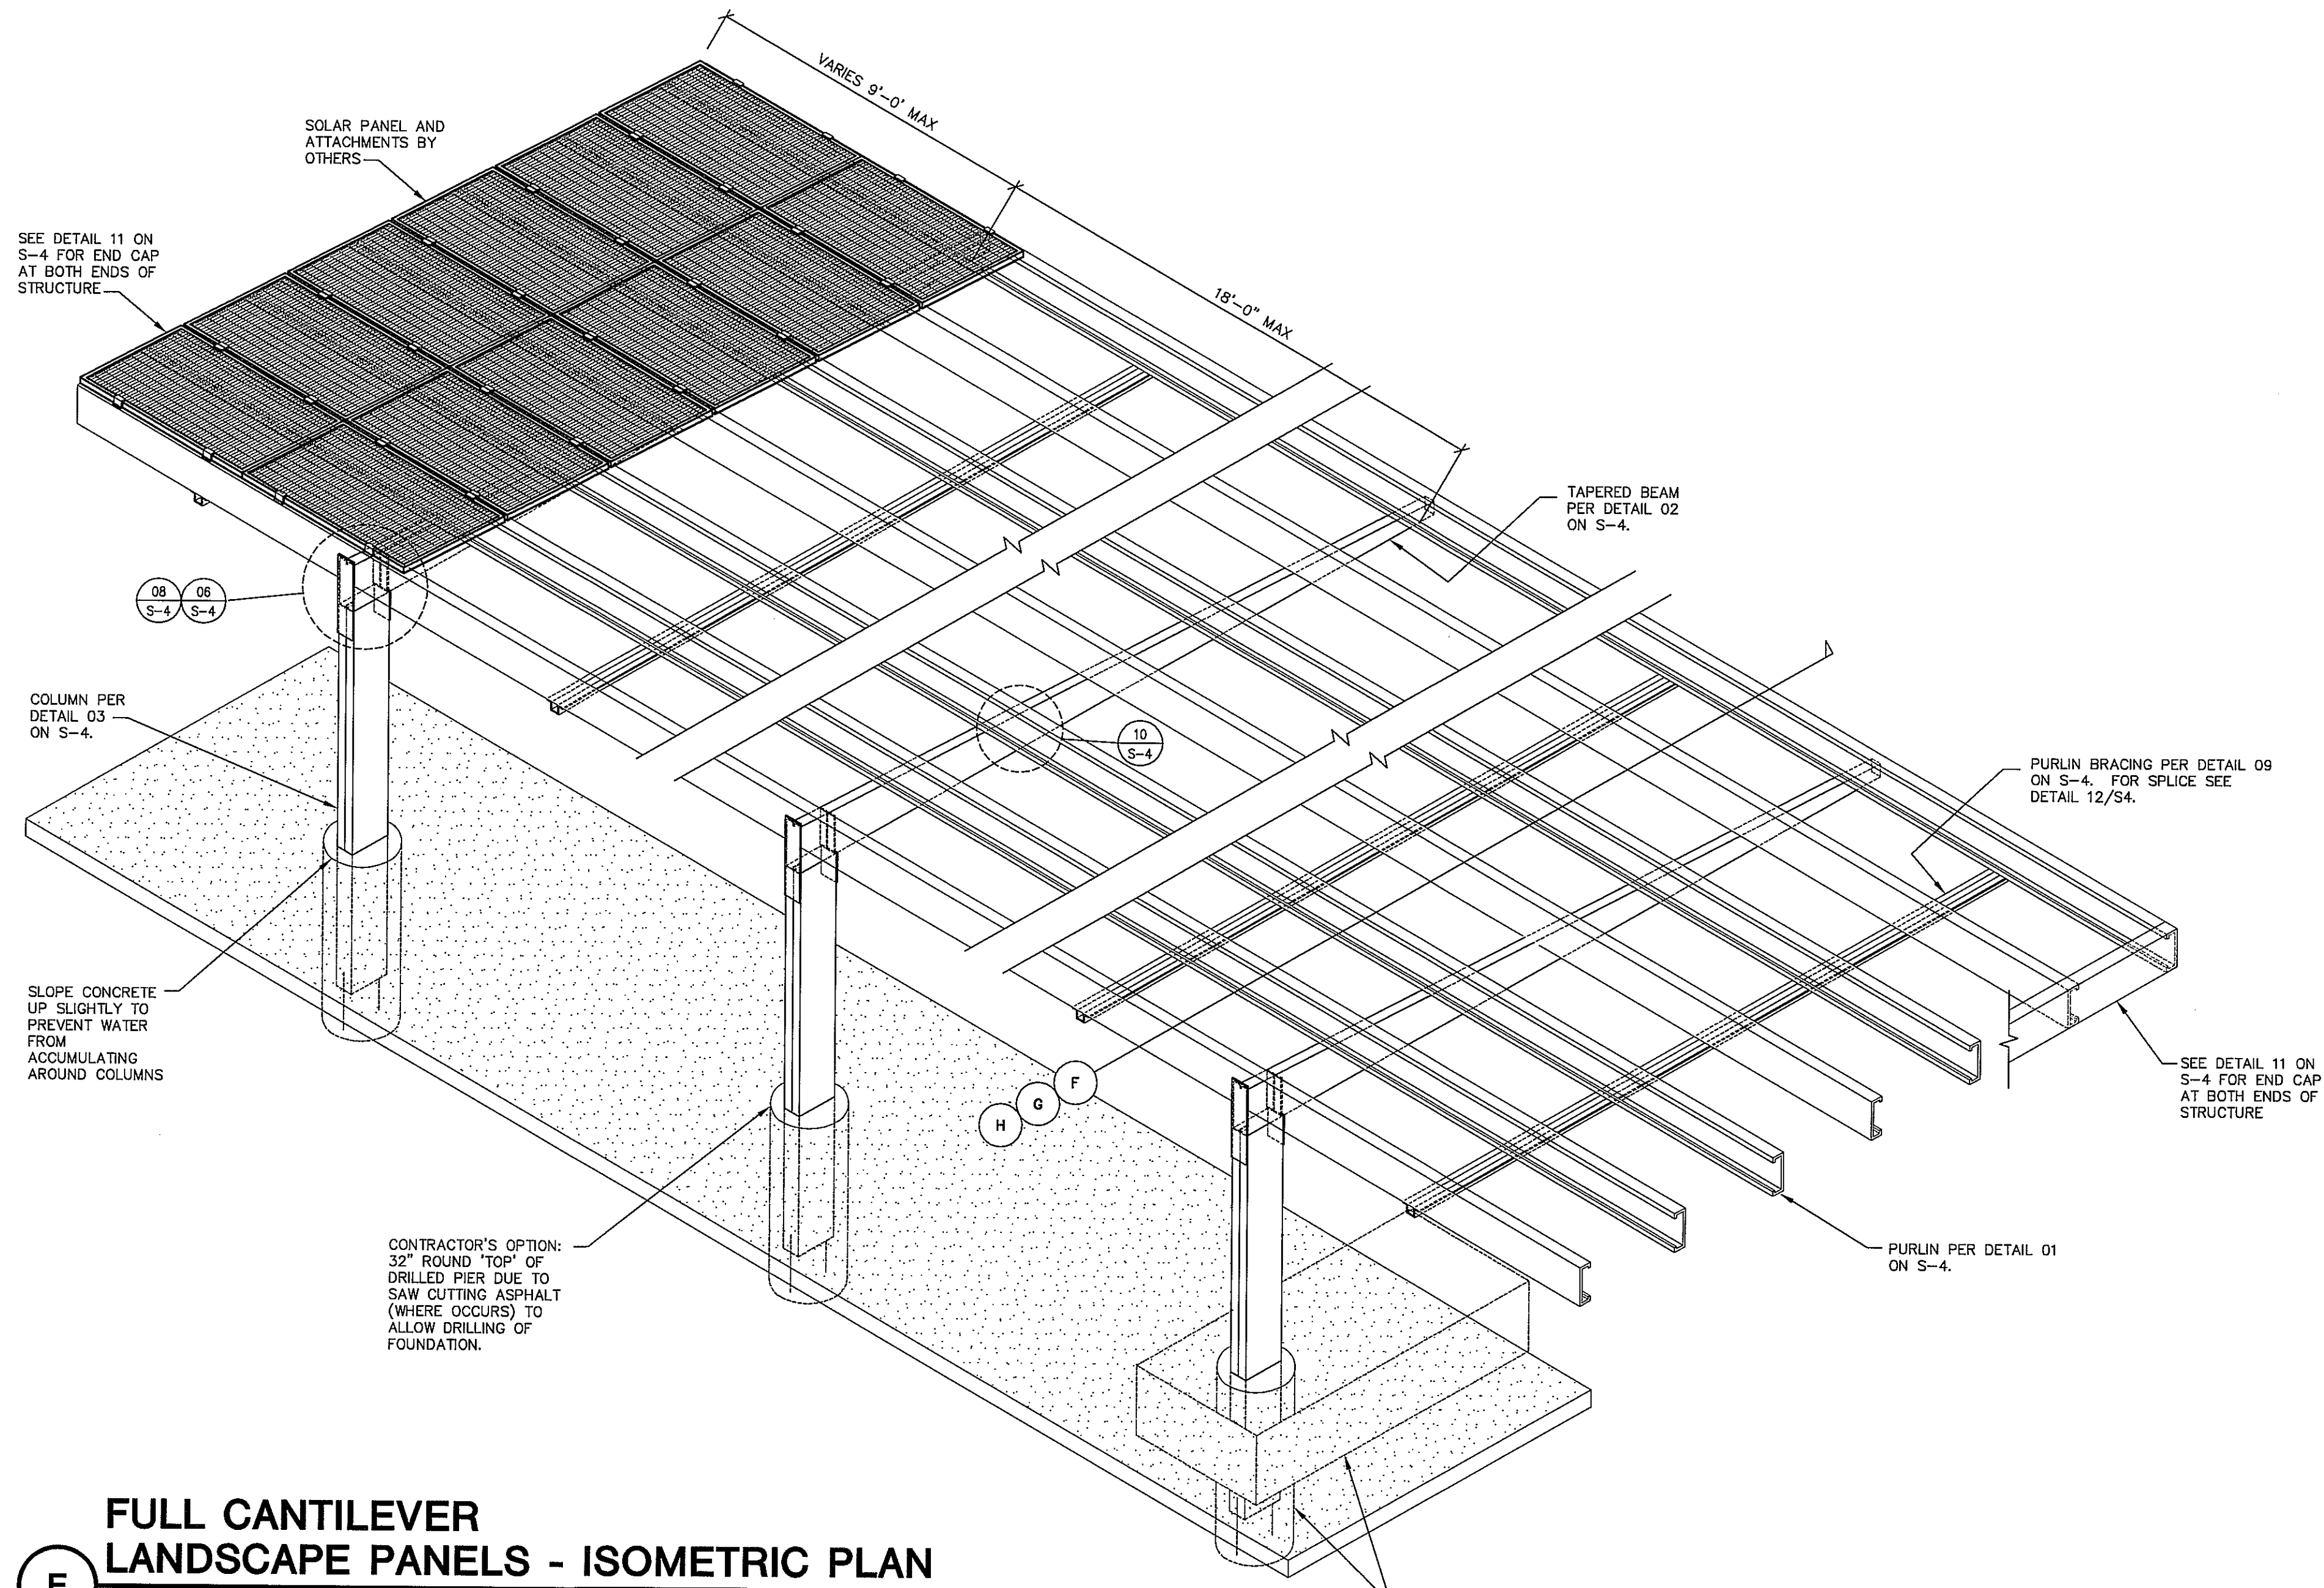 VARIES 9'-0' MAX
SOLAR PANEL AND
ATTACHMENTS BY
OTHERS
SEE DETAIL 11 ON
S-4 FOR END CAP
AT BOTH ENDS OF
STRUCTURE
18'-0" MAX
TAPERED BEAM
PER DETAIL 02
ON S-4.
08
S-4
06
S-4
COLUMN PER
DETAIL 03
ON S-4.
10
S-4
PURLIN BRACING PER DETAIL 09
ON S-4. FOR SPLICE SEE
DETAIL 12/S4.
SLOPE CONCRETE
UP SLIGHTLY TO
PREVENT WATER
FROM
ACCUMULATING
AROUND COLUMNS
H
G
F
SEE DETAIL 11 ON
S-4 FOR END CAP
AT BOTH ENDS OF
STRUCTURE
CONTRACTOR'S OPTION:
32" ROUND 'TOP' OF
DRILLED PIER DUE TO
SAW CUTTING ASPHALT
(WHERE OCCURS) TO
ALLOW DRILLING OF
FOUNDATION.
PURLIN PER DETAIL 01
ON S-4.
FULL CANTILEVER
LANDSCAPE PANELS - ISOMETRIC PLAN